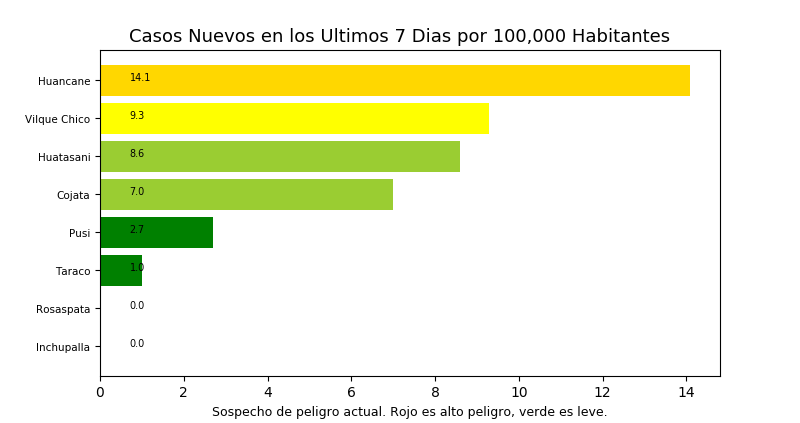 Casos Nuevos en los Ultimos 7 Dias por 100,000 Habitantes
Huancane 14.1
Vilque Chico 9.3
Huatasani 8.6
Cojata 7.0
Pusi 2.7
Taraco 1.0
Rosaspata 0.0
Inchupalla 0.0
0 2 4 6 8 10 12 14
Sospecho de peligro actual. Rojo es alto peligro, verde es leve.